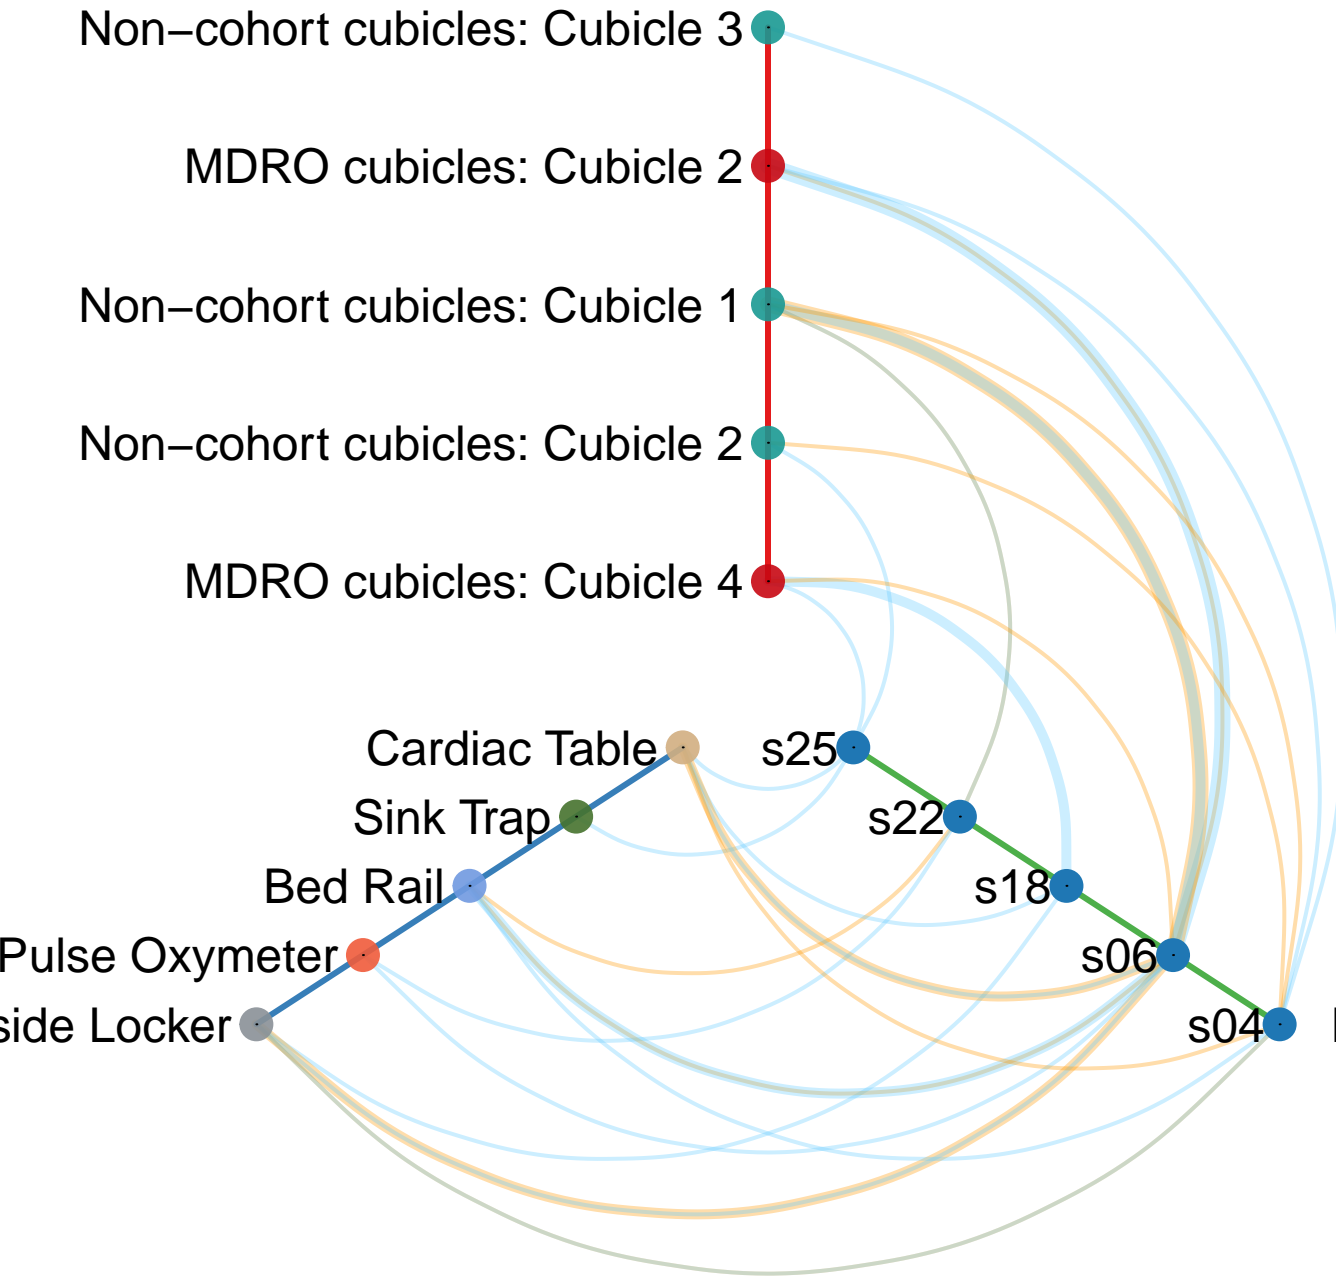 Non−cohort cubicles: Cubicle 3
MDRO cubicles: Cubicle 2
Non−cohort cubicles: Cubicle 1
Non−cohort cubicles: Cubicle 2
MDRO cubicles: Cubicle 4
Cardiac Table
s25
Sink Trap
s22
Bed Rail
s18
Pulse Oxymeter
s06
side Locker
s04